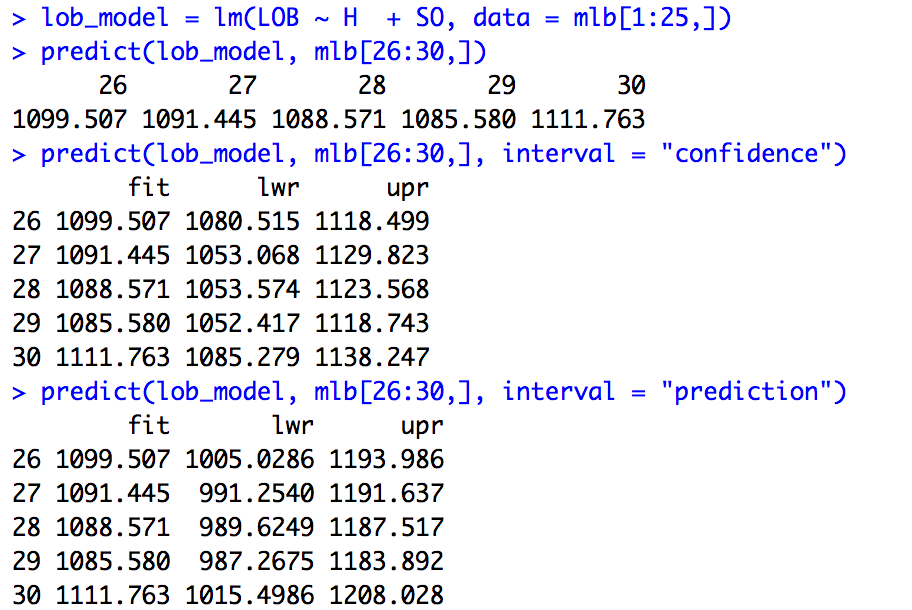 > lob_model = lm(LOB ~ H  + SO, data = mlb[1:25,])
> predict(lob_model, mlb[26:30,])
      26       27       28       29       30
1099.507 1091.445 1088.571 1085.580 1111.763
> predict(lob_model, mlb[26:30,], interval = "confidence")
        fit      lwr      upr
26 1099.507 1080.515 1118.499
27 1091.445 1053.068 1129.823
28 1088.571 1053.574 1123.568
29 1085.580 1052.417 1118.743
30 1111.763 1085.279 1138.247
> predict(lob_model, mlb[26:30,], interval = "prediction")
        fit       lwr      upr
26 1099.507 1005.0286 1193.986
27 1091.445  991.2540 1191.637
28 1088.571  989.6249 1187.517
29 1085.580  987.2675 1183.892
30 1111.763 1015.4986 1208.028